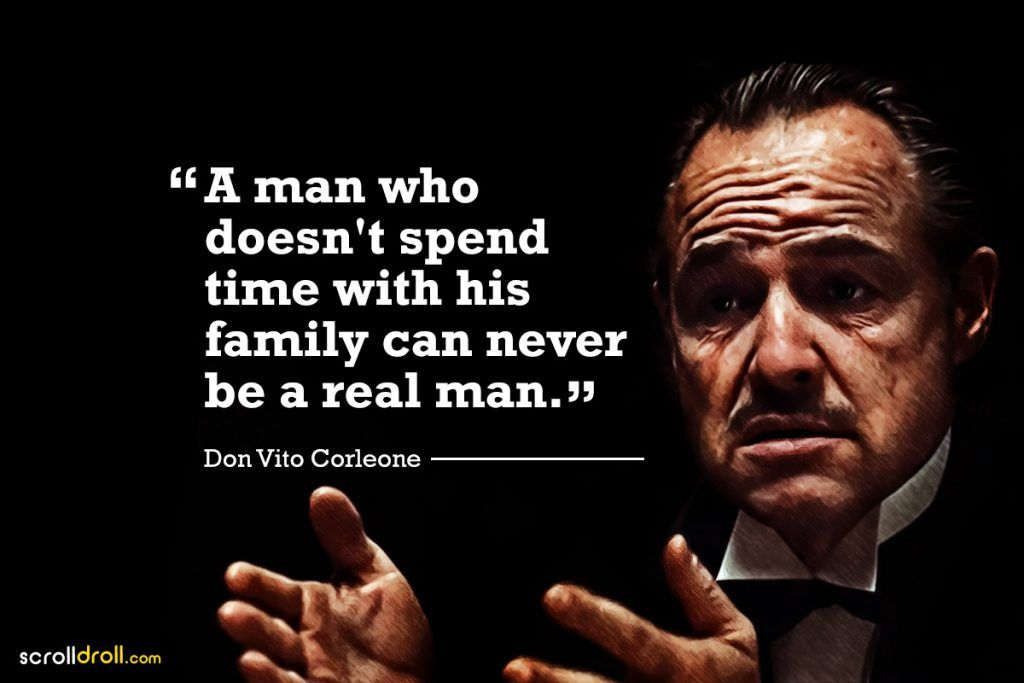 “A man who
doesn't spend
time with his
family can never
be a real man.”
Don Vito Corleone
scrolldroll.com